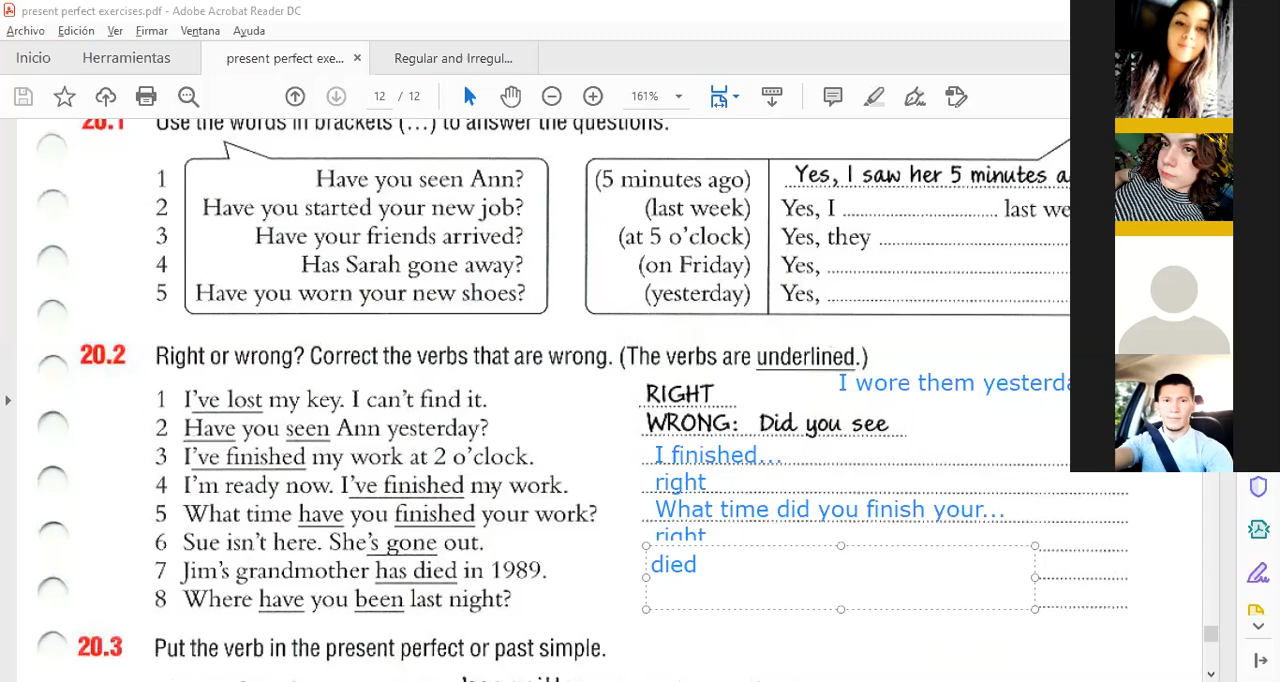 present perfect exercises.pdf - Adobe Acrobat Reader DC
Archivo Edición Ver Firmar Ventana Ayuda
Inicio Herramientas present perfect exe... × Regular and Irregul...
12 / 12 161%
20.1 Use the words in brackets (...) to answer the questions.
1 Have you seen Ann? (5 minutes ago) Yes, I saw her 5 minutes a
2 Have you started your new job? (last week) Yes, I .......... last we
3 Have your friends arrived? (at 5 o'clock) Yes, they ..........
4 Has Sarah gone away? (on Friday) Yes, ..........
5 Have you worn your new shoes? (yesterday) Yes, ..........
20.2 Right or wrong? Correct the verbs that are wrong. (The verbs are underlined.)
I wore them yesterda
1 I've lost my key. I can't find it. RIGHT
2 Have you seen Ann yesterday? WRONG: Did you see
3 I've finished my work at 2 o'clock. I finished...
4 I'm ready now. I've finished my work. right
5 What time have you finished your work? What time did you finish your...
6 Sue isn't here. She's gone out. right
7 Jim's grandmother has died in 1989. died
8 Where have you been last night?
20.3 Put the verb in the present perfect or past simple.